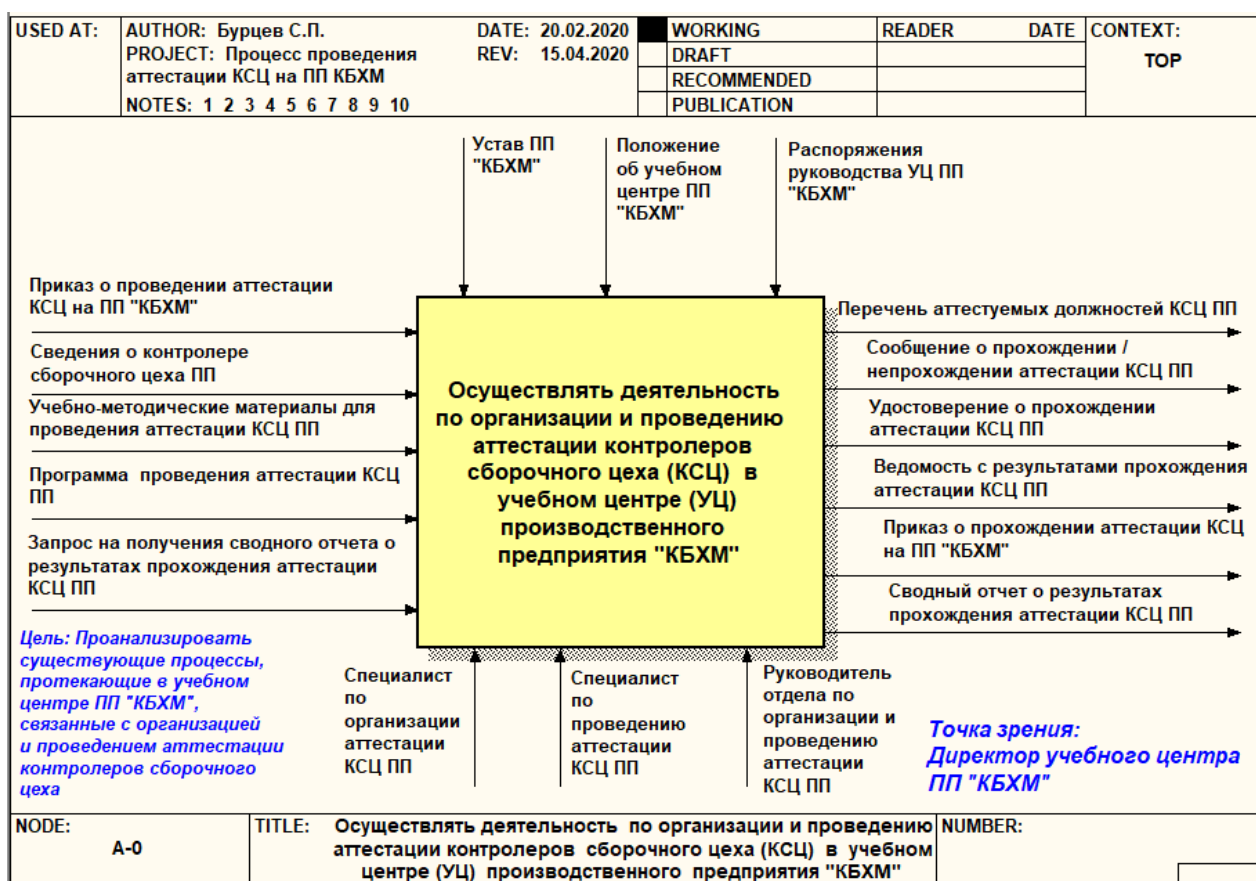 USED AT:
AUTHOR: Бурцев С.П.
DATE: 20.02.2020
PROJECT: Процесс проведения
аттестации КСЦ на ПП КБХМ
REV: 15.04.2020
NOTES: 1 2 3 4 5 6 7 8 9 10
WORKING
DRAFT
RECOMMENDED
PUBLICATION
READER DATE
CONTEXT:
TOP
Устав ПП
"КБХМ"
Положение
об учебном
центре ПП
"КБХМ"
Распоряжения
руководства УЦ ПП
"КБХМ"
Приказ о проведении аттестации
КСЦ на ПП "КБХМ"
Сведения о контролере
сборочного цеха ПП
Учебно-методические материалы для
проведения аттестации КСЦ ПП
Программа проведения аттестации КСЦ
ПП
Запрос на получения сводного отчета о
результатах прохождения аттестации
КСЦ ПП
Осуществлять деятельность
по организации и проведению
аттестации контролеров
сборочного цеха (КСЦ) в
учебном центре (УЦ)
производственного
предприятия "КБХМ"
Перечень аттестуемых должностей КСЦ ПП
Сообщение о прохождении /
непрохождении аттестации КСЦ ПП
Удостоверение о прохождении
аттестации КСЦ ПП
Ведомость с результатами прохождения
аттестации КСЦ ПП
Приказ о прохождении аттестации КСЦ
на ПП "КБХМ"
Сводный отчет о результатах
прохождения аттестации КСЦ ПП
Цель: Проанализировать
существующие процессы,
протекающие в учебном
центре ПП "КБХМ",
связанные с организацией
и проведением аттестации
контролеров сборочного
цеха
Специалист
по
организации
аттестации
КСЦ ПП
Специалист
по
проведению
аттестации
КСЦ ПП
Руководитель
отдела по
организации и
проведению
аттестации
КСЦ ПП
Точка зрения:
Директор учебного центра
ПП "КБХМ"
NODE:
A-0
TITLE:
Осуществлять деятельность по организации и проведению
аттестации контролеров сборочного цеха (КСЦ) в учебном
центре (УЦ) производственного предприятия "КБХМ"
NUMBER: